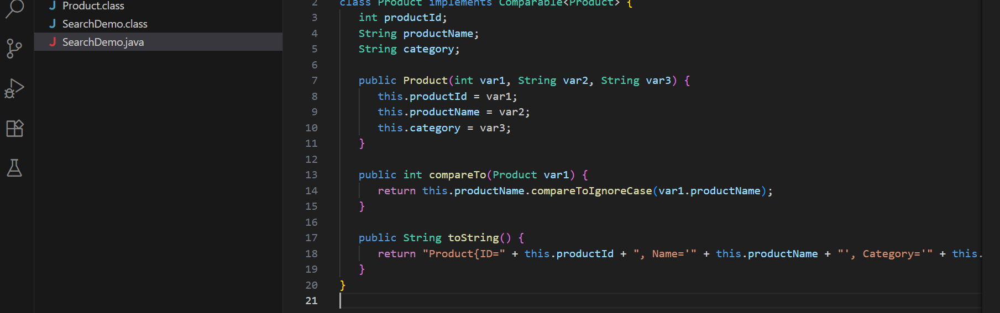 Product.class
SearchDemo.class
SearchDemo.java
2 class Product implements Comparable<Product> {
3 int productId;
4 String productName;
5 String category;
6
7 public Product(int var1, String var2, String var3) {
8 this.productId = var1;
9 this.productName = var2;
10 this.category = var3;
11 }
12
13 public int compareTo(Product var1) {
14 return this.productName.compareToIgnoreCase(var1.productName);
15 }
16
17 public String toString() {
18 return "Product{ID=" + this.productId + ", Name='" + this.productName + "', Category='" + this.
19 }
20 }
21